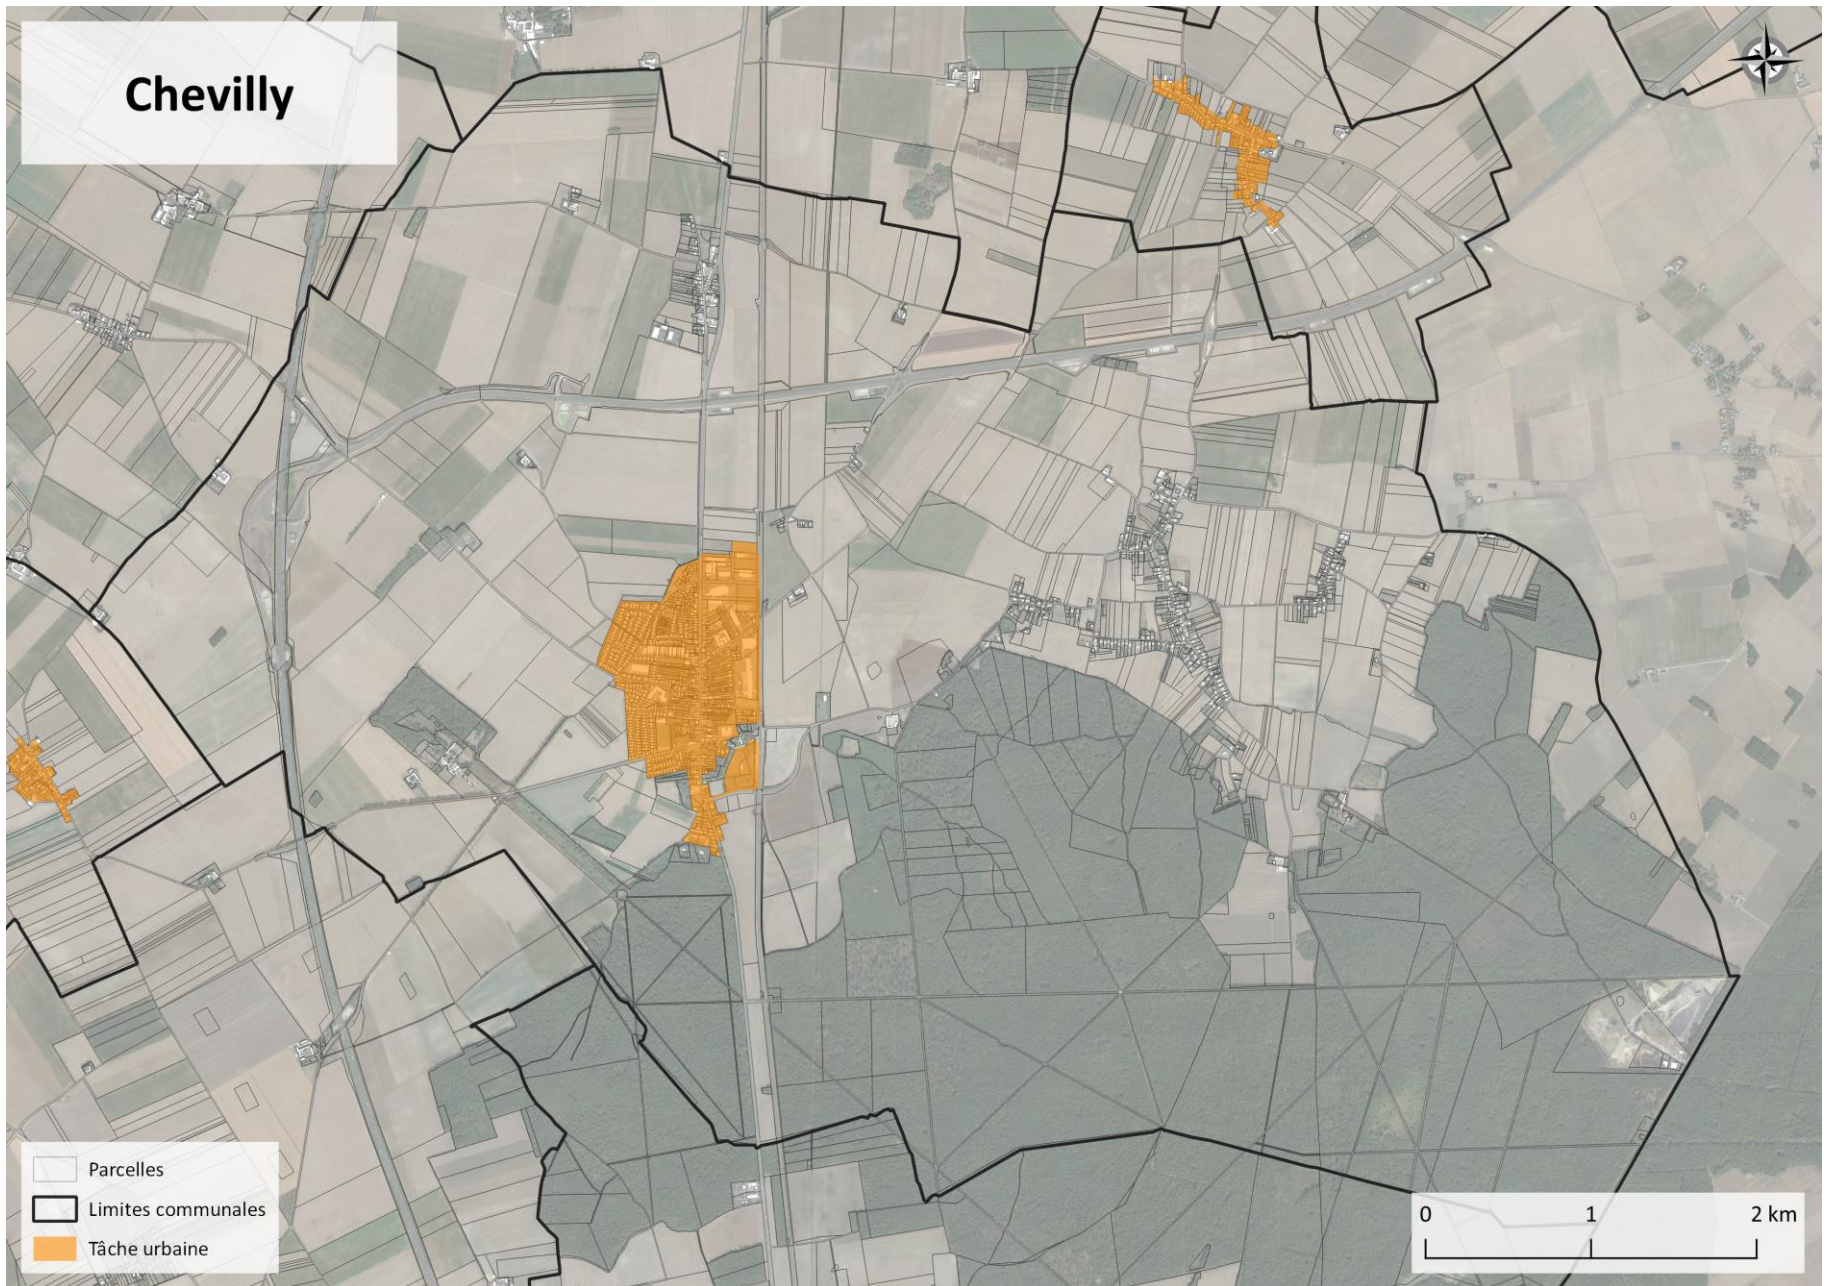 Chevilly
Parcelles
Limites communales
Tâche urbaine
0 1 2 km